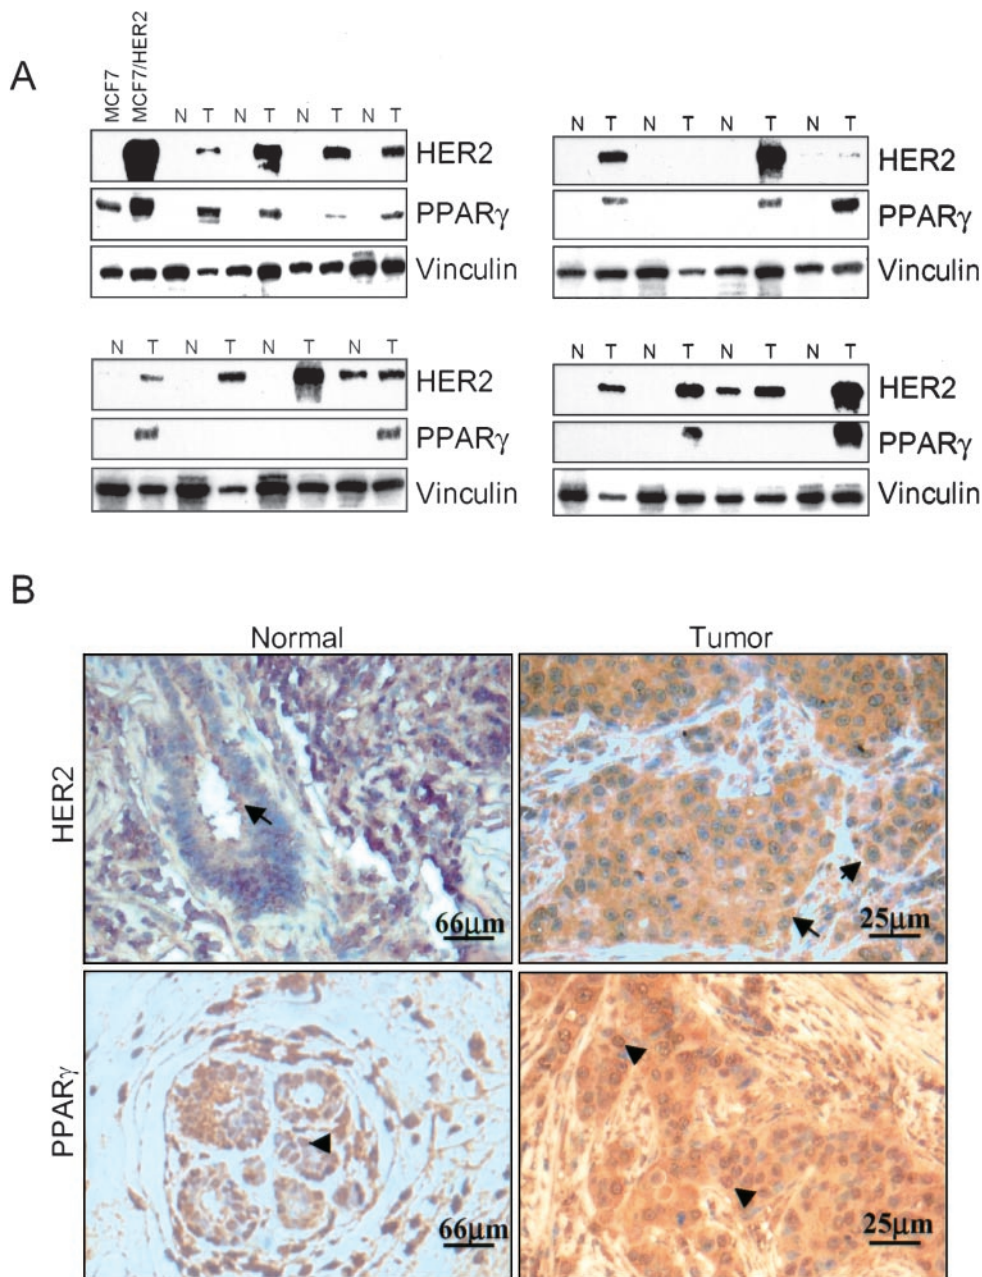 A
MCF7
MCF7/HER2
N T N T N T N T
HER2
PPARγ
Vinculin
N T N T N T N T
HER2
PPARγ
Vinculin
N T N T N T N T
HER2
PPARγ
Vinculin
N T N T N T N T
HER2
PPARγ
Vinculin
B
Normal
Tumor
HER2
66μm
25μm
PPARγ
66μm
25μm